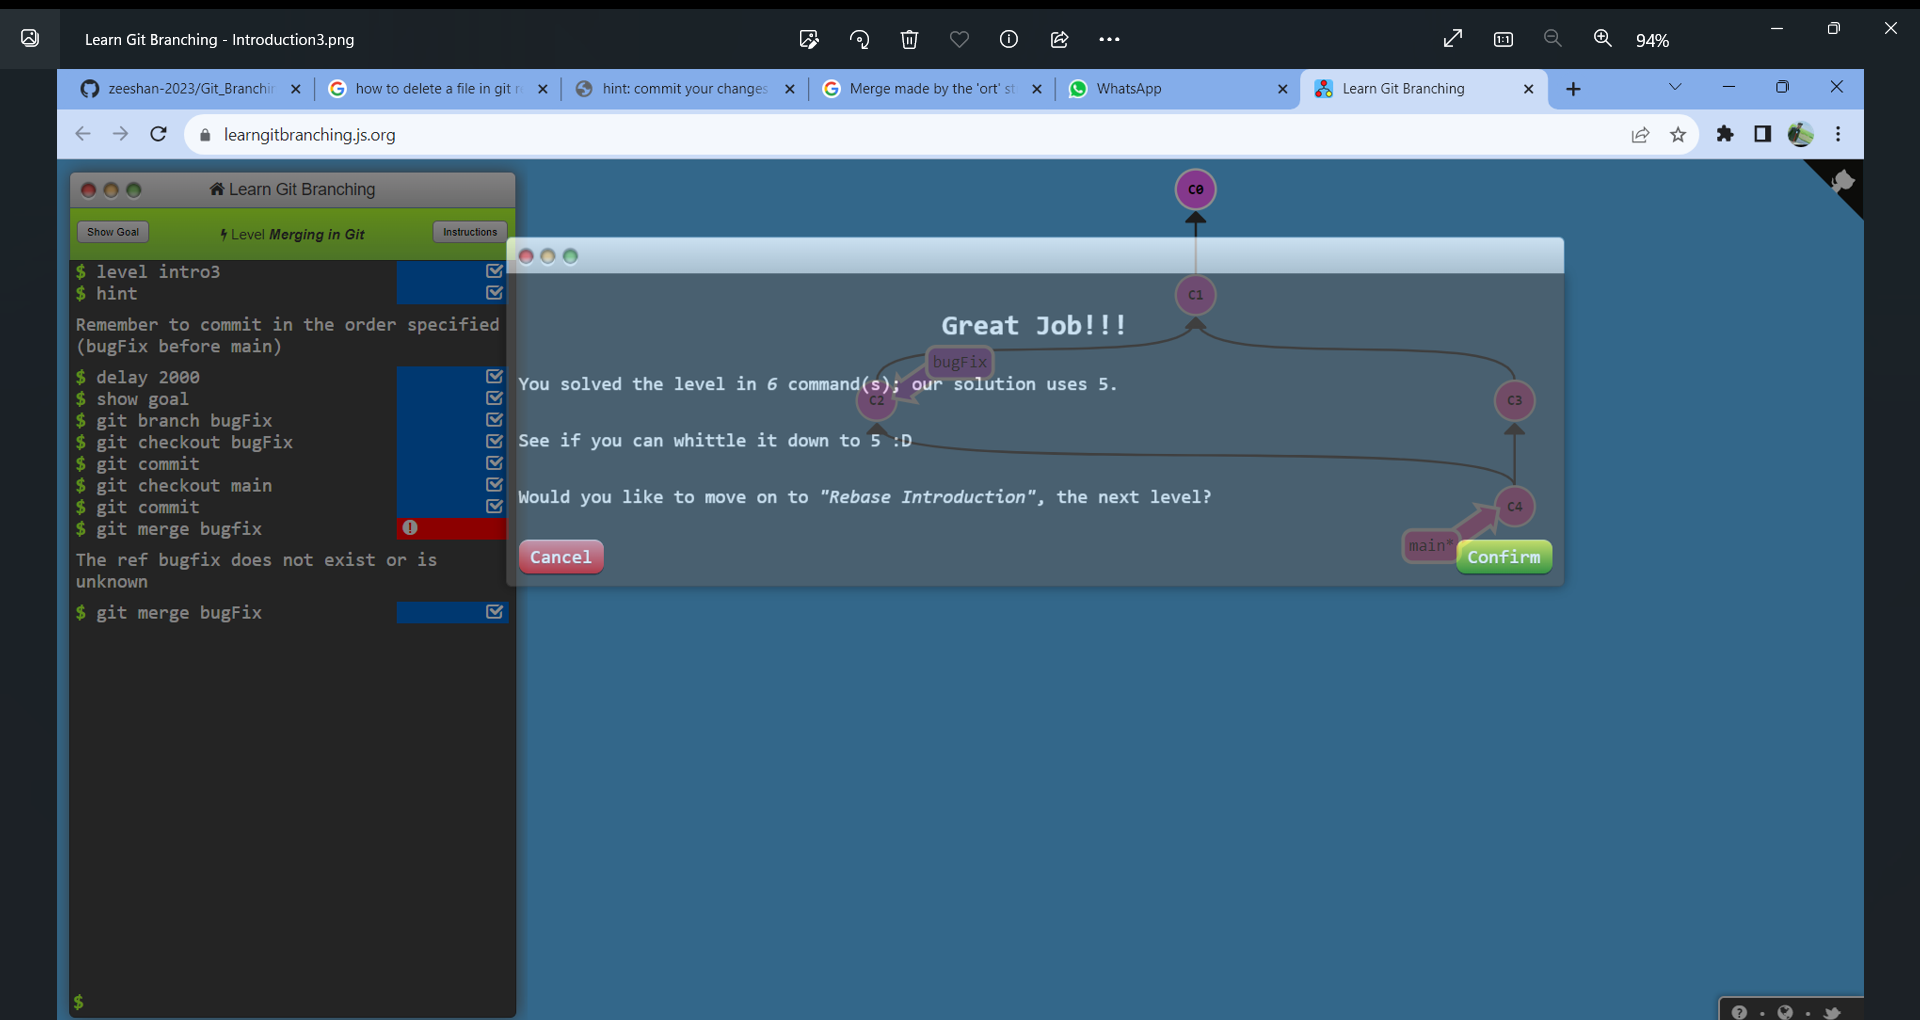 Learn Git Branching - Introduction3.png
94%
zeeshan-2023/Git_Branchin
how to delete a file in git r
hint: commit your changes
Merge made by the 'ort' st
WhatsApp
Learn Git Branching
learngitbranching.js.org
Learn Git Branching
Show Goal
Level Merging in Git
Instructions
$ level intro3
$ hint
Remember to commit in the order specified
(bugFix before main)
$ delay 2000
$ show goal
$ git branch bugFix
$ git checkout bugFix
$ git commit
$ git checkout main
$ git commit
$ git merge bugfix
The ref bugfix does not exist or is
unknown
$ git merge bugFix
$
C0
C1
Great Job!!!
bugFix
You solved the level in 6 command(s); our solution uses 5.
C2
C3
See if you can whittle it down to 5 :D
Would you like to move on to "Rebase Introduction", the next level?
C4
main*
Cancel
Confirm